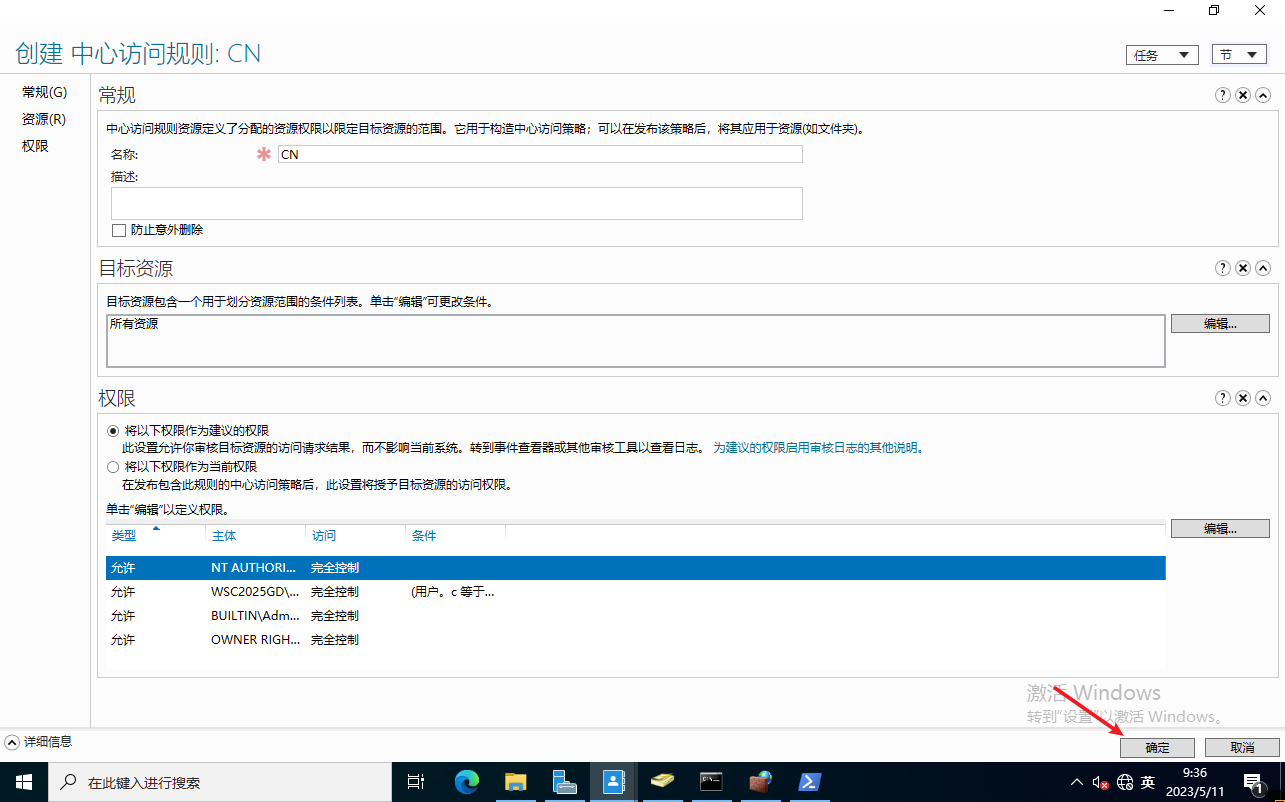 创建 中心访问规则: CN
任务
节
常规(G)
资源(R)
权限
常规
中心访问规则资源定义了分配的资源权限以限定目标资源的范围。它用于构造中心访问策略；可以在发布该策略后，将其应用于资源(如文件夹)。
名称:
CN
描述:
防止意外删除
目标资源
目标资源包含一个用于划分资源范围的条件列表。单击“编辑”可更改条件。
所有资源
编辑...
权限
将以下权限作为建议的权限
此设置允许你审核目标资源的访问请求结果，而不影响当前系统。转到事件查看器或其他审核工具以查看日志。 为建议的权限启用审核日志的其他说明。
将以下权限作为当前权限
在发布包含此规则的中心访问策略后，此设置将授予目标资源的访问权限。
单击“编辑”以定义权限。
编辑...
类型 主体 访问 条件
允许 NT AUTHORI... 完全控制
允许 WSC2025GD\... 完全控制 (用户。c 等于...
允许 BUILTIN\Adm... 完全控制
允许 OWNER RIGH... 完全控制
激活 Windows
转到“设置”以激活 Windows。
详细信息
确定
取消
在此键入进行搜索
英
9:36
2023/5/11
1